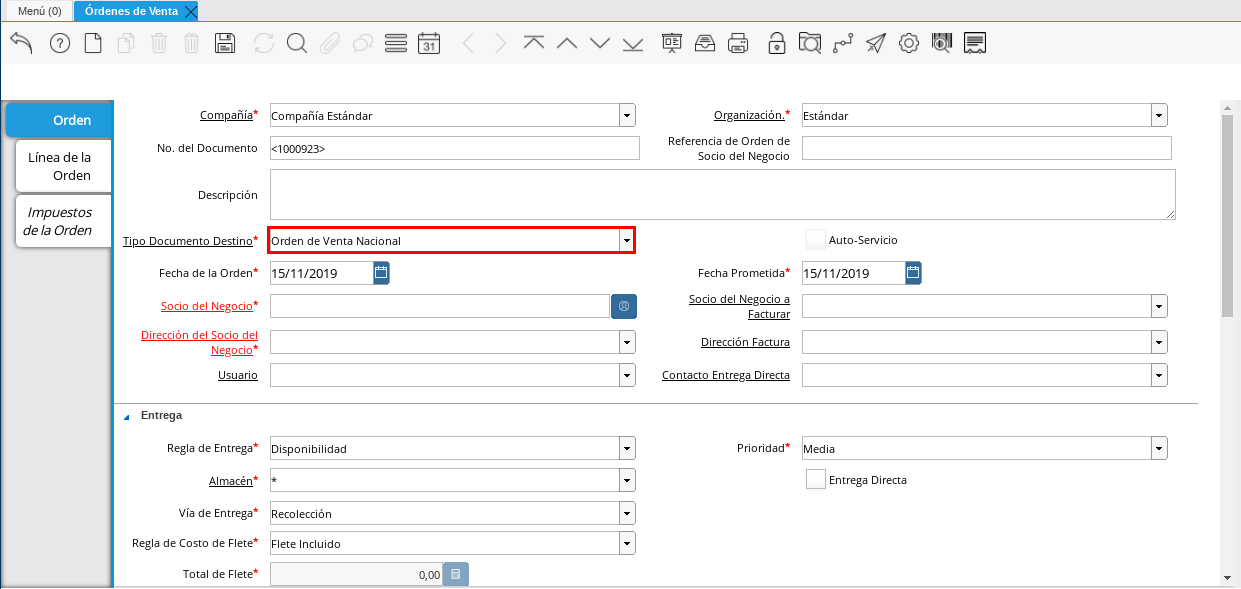 Menú (0)
Órdenes de Venta
31
Orden
Línea de la
Orden
Impuestos
de la Orden
Compañía* Compañía Estándar
Organización.* Estándar
No. del Documento <1000923>
Referencia de Orden de
Socio del Negocio
Descripción
Tipo Documento Destino* Orden de Venta Nacional
Auto-Servicio
Fecha de la Orden* 15/11/2019
Fecha Prometida* 15/11/2019
Socio del Negocio*
Socio del Negocio a
Facturar
Dirección del Socio del
Negocio*
Dirección Factura
Usuario
Contacto Entrega Directa
Entrega
Regla de Entrega* Disponibilidad
Prioridad* Media
Almacén* *
Entrega Directa
Vía de Entrega* Recolección
Regla de Costo de Flete* Flete Incluido
Total de Flete* 0,00